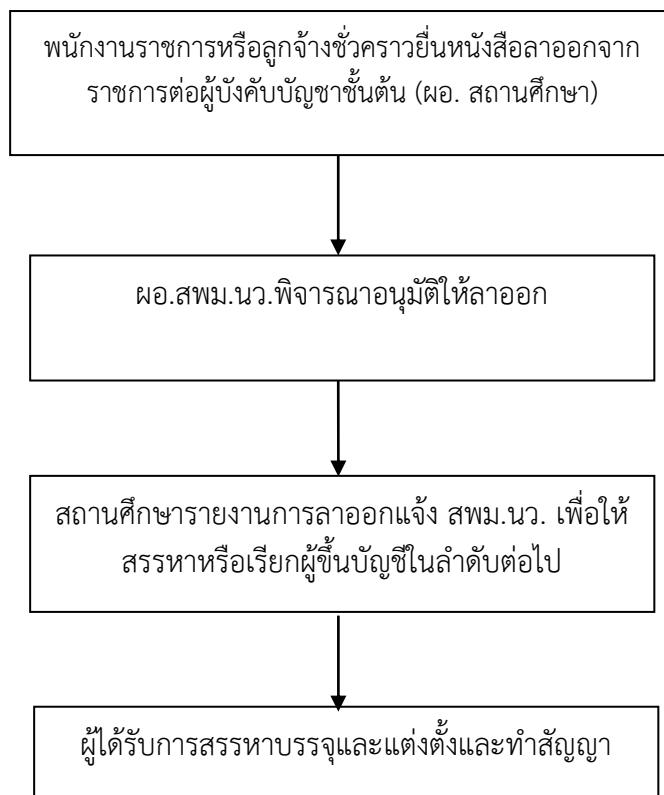 พนักงานราชการหรือลูกจ้างชั่วคราวยื่นหนังสือลาออกจาก
ราชการต่อผู้บังคับบัญชาชั้นต้น (ผอ. สถานศึกษา)
ผอ.สพม.นว.พิจารณาอนุมัติให้ลาออก
สถานศึกษารายงานการลาออกแจ้ง สพม.นว. เพื่อให้
สรรหาหรือเรียกผู้ขึ้นบัญชีในลำดับต่อไป
ผู้ได้รับการสรรหาบรรจุและแต่งตั้งและทำสัญญา